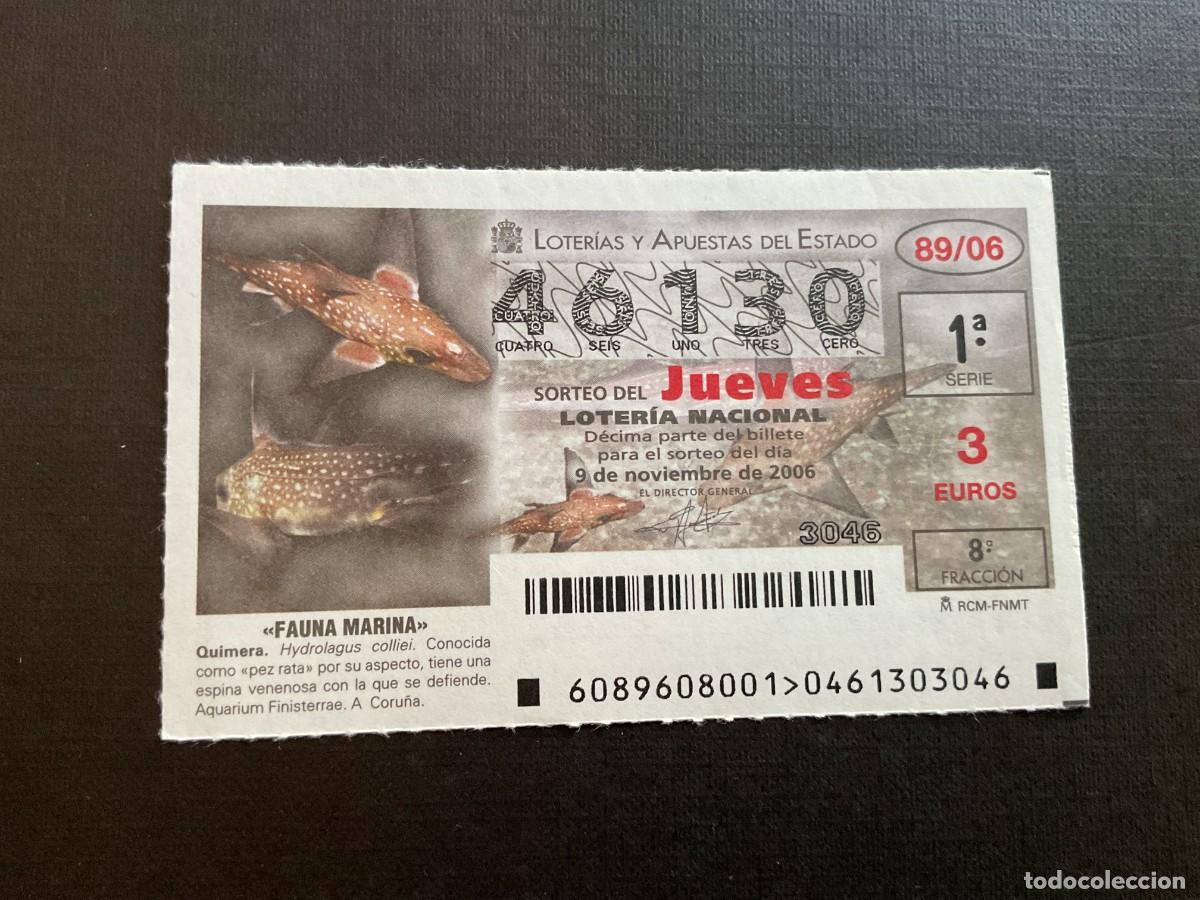 LOTERÍAS Y APUESTAS DEL ESTADO
89/06
46130
CUATRO SEIS UNO TRES CERO
1ª
SERIE
SORTEO DEL Jueves
LOTERÍA NACIONAL
Décima parte del billete
para el sorteo del día
9 de noviembre de 2006
EL DIRECTOR GENERAL
3
EUROS
3046
8ª
FRACCIÓN
RCM-FNMT
«FAUNA MARINA»
Quimera. Hydrolagus colliei. Conocida
como «pez rata» por su aspecto, tiene una
espina venenosa con la que se defiende.
Aquarium Finisterrae. A Coruña.
6089608001>0461303046
todocoleccion